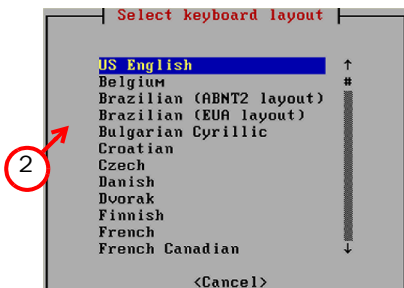 Select keyboard layout
US English ↑
Belgium #
Brazilian (ABNT2 layout)
Brazilian (EUA layout)
Bulgarian Cyrillic
Croatian
2
Czech
Danish
Dvorak
Finnish
French
French Canadian ↓
<Cancel>